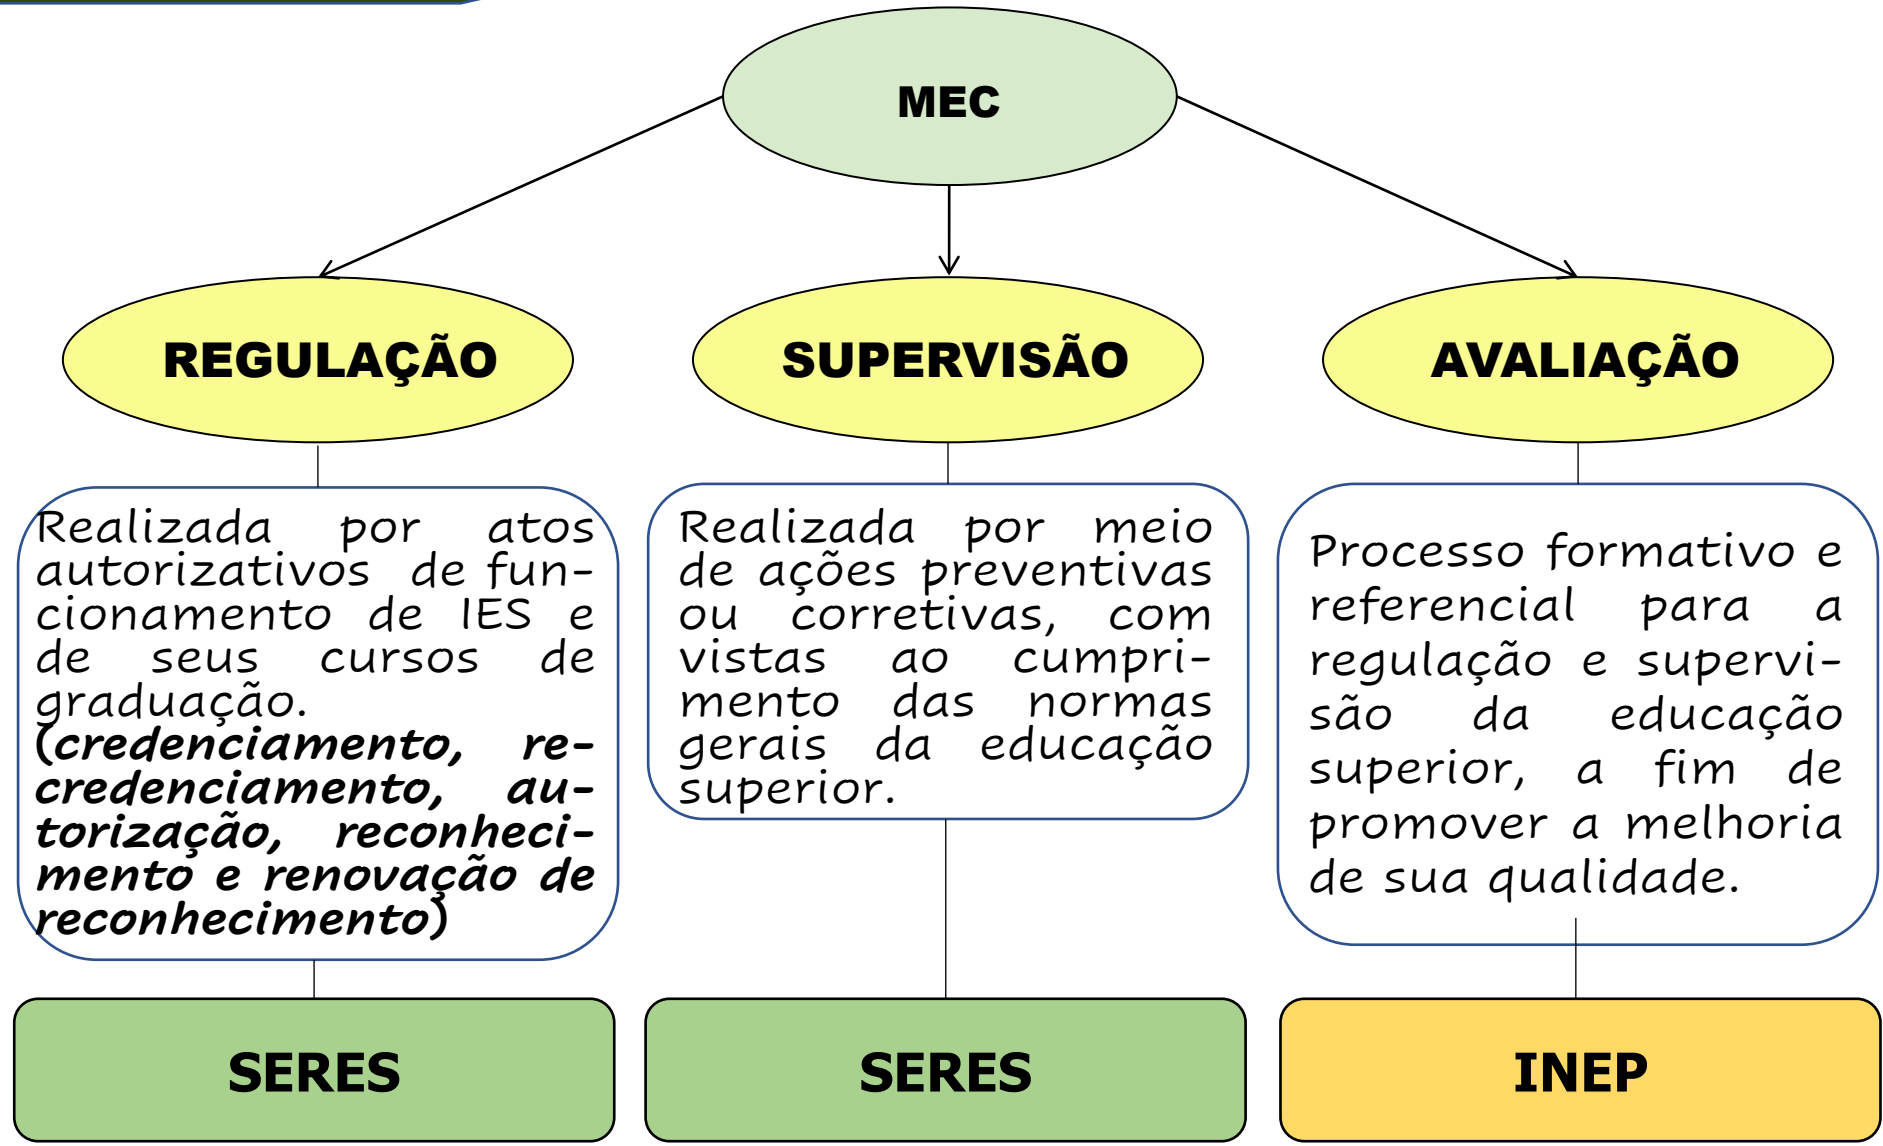 MEC
REGULAÇÃO
SUPERVISÃO
AVALIAÇÃO
Realizada por atos
autorizativos de fun-
cionamento de IES e
de seus cursos de
graduação.
(credenciamento, re-
credenciamento, au-
torização, reconheci-
mento e renovação de
reconhecimento)
Realizada por meio
de ações preventivas
ou corretivas, com
vistas ao cumpri-
mento das normas
gerais da educação
superior.
Processo formativo e
referencial para a
regulação e supervi-
são da educação
superior, a fim de
promover a melhoria
de sua qualidade.
SERES
SERES
INEP